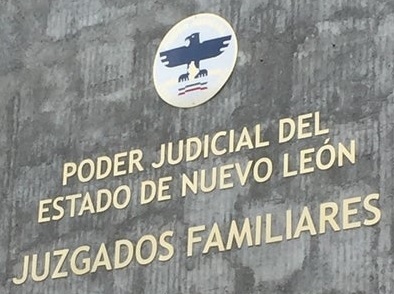 PODER JUDICIAL DEL
ESTADO DE NUEVO LEÓN
JUZGADOS FAMILIARES